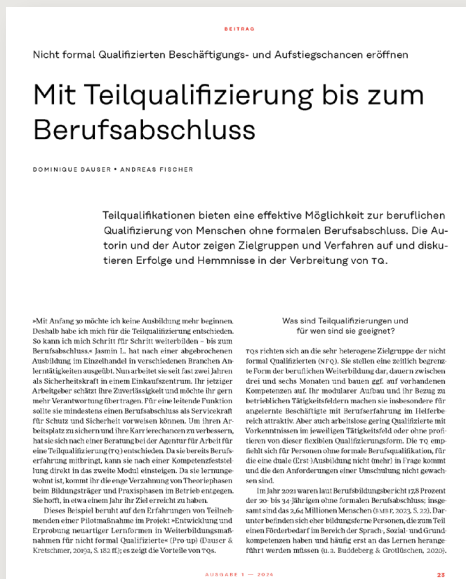 BEITRAG
Nicht formal Qualifizierten Beschäftigungs- und Aufstiegschancen eröffnen
Mit Teilqualifizierung bis zum
Berufsabschluss
DOMINIQUE DAUSER • ANDREAS FISCHER
Teilqualifikationen bieten eine effektive Möglichkeit zur beruflichen
Qualifizierung von Menschen ohne formalen Berufsabschluss. Die Au-
torin und der Autor zeigen Zielgruppen und Verfahren auf und disku-
tieren Erfolge und Hemmnisse in der Verbreitung von TQ.
»Mit Anfang 30 möchte ich keine Ausbildung mehr beginnen.
Deshalb habe ich mich für die Teilqualifizierung entschieden.
So kann ich mich Schritt für Schritt weiterbilden – bis zum
Berufsabschluss.« Jasmin L. hat nach einer abgebrochenen
Ausbildung im Einzelhandel in verschiedenen Branchen An-
lerntätigkeiten ausgeübt. Nun arbeitet sie seit fast zwei Jahren
als Sicherheitskraft in einem Einkaufszentrum. Ihr jetziger
Arbeitgeber schätzt ihre Zuverlässigkeit und möchte ihr gern
mehr Verantwortung übertragen. Für eine leitende Funktion
sollte sie mindestens einen Berufsabschluss als Servicekraft
für Schutz und Sicherheit vorweisen können. Um ihren Ar-
beitsplatz zu sichern und ihre Karrierechancen zu verbessern,
hat sie sich nach einer Beratung bei der Agentur für Arbeit für
eine Teilqualifizierung (TQ) entschieden. Da sie bereits Berufs-
erfahrung mitbringt, kann sie nach einer Kompetenzfeststel-
lung direkt in das zweite Modul einsteigen. Da sie lernunge-
wohnt ist, kommt ihr die enge Verzahnung von Theoriephasen
beim Bildungsträger und Praxisphasen im Betrieb entgegen.
Sie hofft, in etwa einem Jahr ihr Ziel erreicht zu haben.
Dieses Beispiel beruht auf den Erfahrungen von Teilneh-
menden einer Pilotmaßnahme im Projekt »Entwicklung und
Erprobung neuartiger Lernformen in Weiterbildungsmaß-
nahmen für nicht formal Qualifizierte« (Pro up) (Dauser &
Kretschmer, 2019a, S. 182 ff.); es zeigt die Vorteile von TQs.
Was sind Teilqualifizierungen und
für wen sind sie geeignet?
TQs richten sich an die sehr heterogene Zielgruppe der nicht
formal Qualifizierten (NFQ). Sie stellen eine zeitlich begrenz-
te Form der beruflichen Weiterbildung dar, dauern zwischen
drei und sechs Monaten und bauen ggf. auf vorhandenen
Kompetenzen auf. Ihr modularer Aufbau und ihr Bezug zu
betrieblichen Tätigkeitsfeldern machen sie insbesondere für
angelernte Beschäftigte mit Berufserfahrung im Helferbe-
reich attraktiv. Aber auch arbeitslose gering Qualifizierte mit
Vorkenntnissen im jeweiligen Tätigkeitsfeld oder ohne profi-
tieren von dieser flexiblen Qualifizierungsform. Die TQ emp-
fiehlt sich für Personen ohne formale Berufsqualifikation, für
die eine duale (Erst-)Ausbildung nicht (mehr) in Frage kommt
und die den Anforderungen einer Umschulung nicht gewach-
sen sind.
Im Jahr 2021 waren laut Berufsbildungsbericht 17,8 Prozent
der 20- bis 34-Jährigen ohne formalen Berufsabschluss; insge-
samt sind das 2,64 Millionen Menschen (BMBF, 2023, S. 22). Dar-
unter befinden sich eher bildungsferne Personen, die zum Teil
einen Förderbedarf im Bereich der Sprach-, Sozial- und Grund-
kompetenzen haben und häufig erst an das Lernen herange-
führt werden müssen (u.a. Buddeberg & Grotlüschen, 2020).
AUSGABE 1 — 2024
25